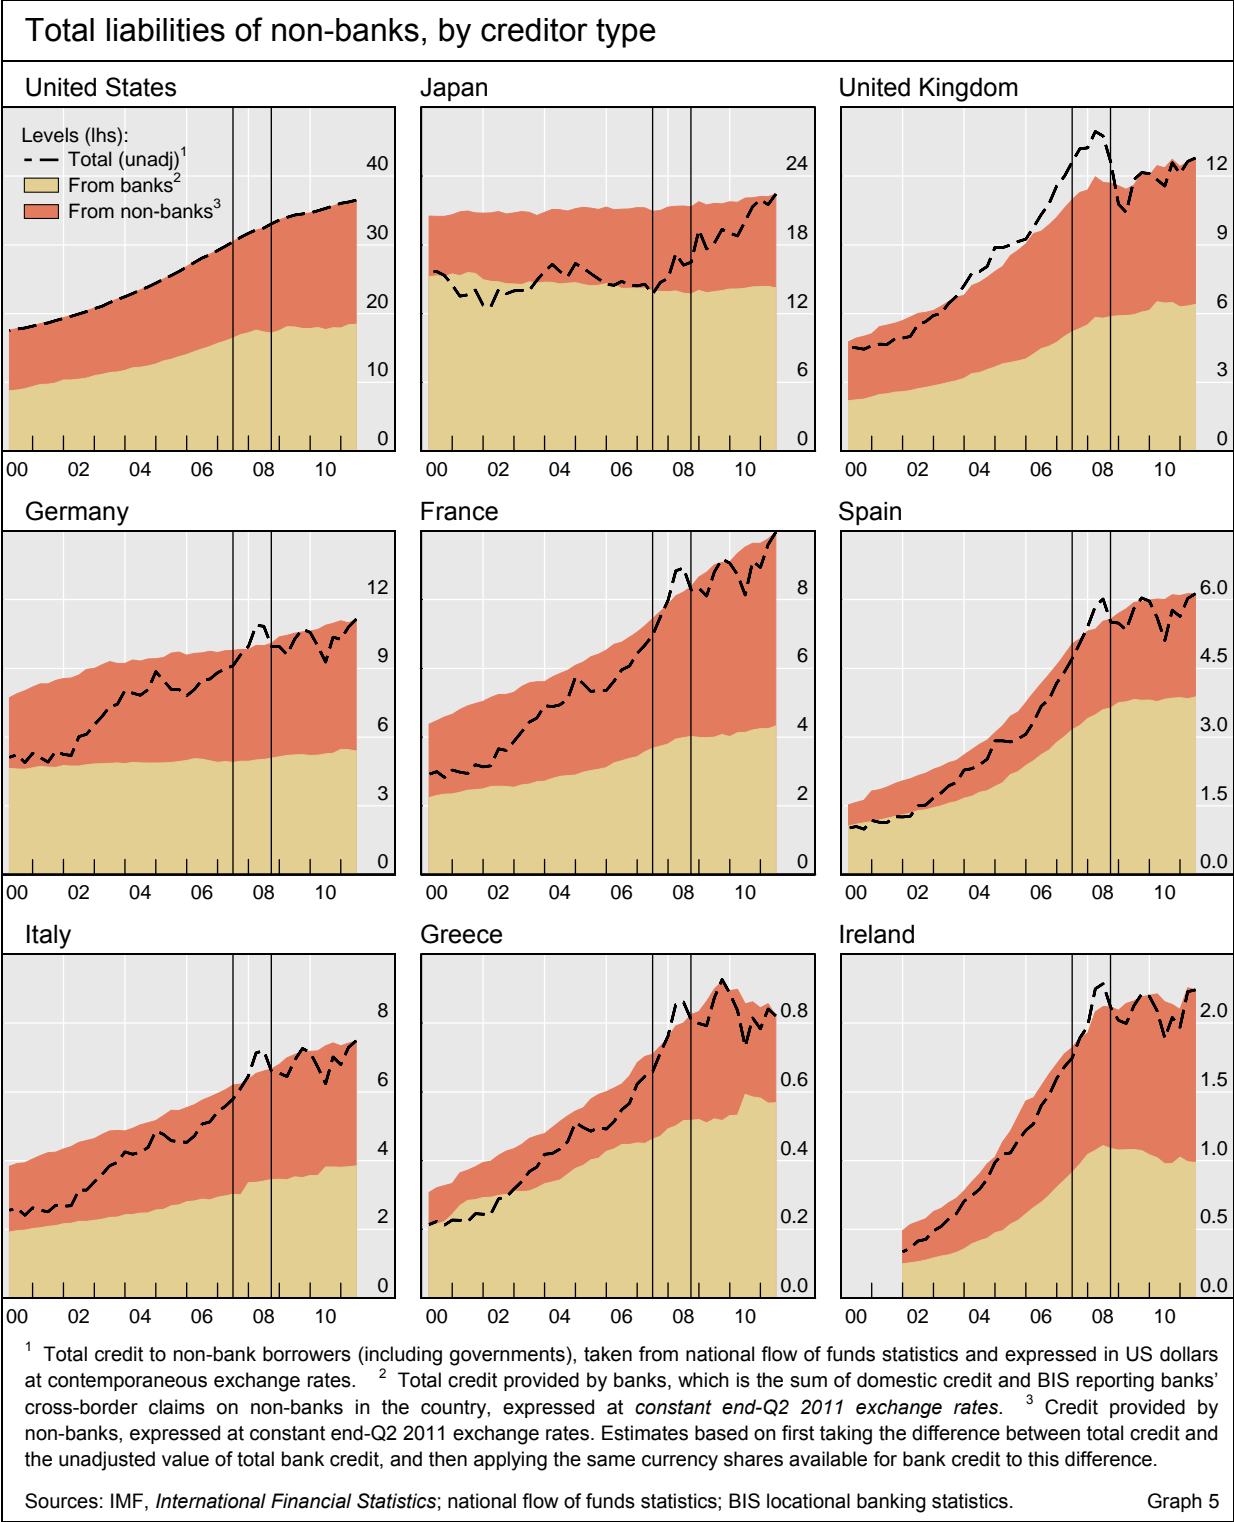 Total liabilities of non-banks, by creditor type
United States
Japan
United Kingdom
Levels (lhs):
Total (unadj)1
From banks2
From non-banks3
40
30
20
10
0
24
18
12
6
0
12
9
6
3
0
00 02 04 06 08 10
00 02 04 06 08 10
00 02 04 06 08 10
Germany
France
Spain
12
9
6
3
0
8
6
4
2
0
6.0
4.5
3.0
1.5
0.0
00 02 04 06 08 10
00 02 04 06 08 10
00 02 04 06 08 10
Italy
Greece
Ireland
8
6
4
2
0
0.8
0.6
0.4
0.2
0.0
2.0
1.5
1.0
0.5
0.0
00 02 04 06 08 10
00 02 04 06 08 10
00 02 04 06 08 10
1 Total credit to non-bank borrowers (including governments), taken from national flow of funds statistics and expressed in US dollars
at contemporaneous exchange rates. 2 Total credit provided by banks, which is the sum of domestic credit and BIS reporting banks’
cross-border claims on non-banks in the country, expressed at constant end-Q2 2011 exchange rates. 3 Credit provided by
non-banks, expressed at constant end-Q2 2011 exchange rates. Estimates based on first taking the difference between total credit and
the unadjusted value of total bank credit, and then applying the same currency shares available for bank credit to this difference.
Sources: IMF, International Financial Statistics; national flow of funds statistics; BIS locational banking statistics.
Graph 5